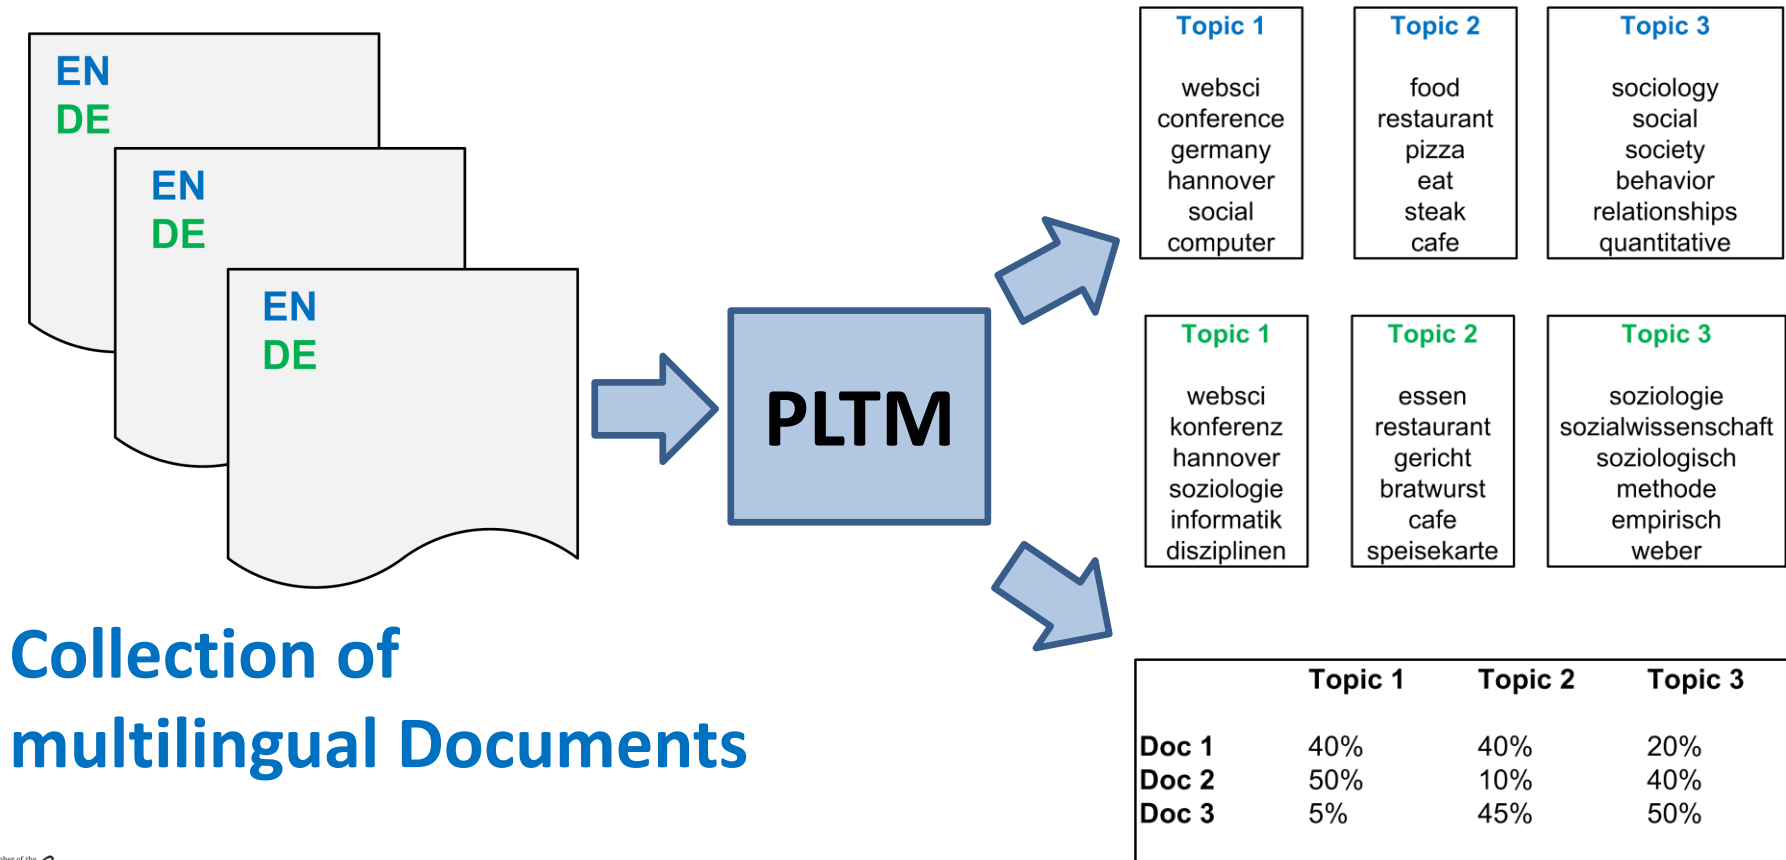 EN
DE
EN
DE
EN
DE
Collection of
multilingual Documents
PLTM
Topic 1
websci
conference
germany
hannover
social
computer
Topic 2
food
restaurant
pizza
eat
steak
cafe
Topic 3
sociology
social
society
behavior
relationships
quantitative
Topic 1
websci
konferenz
hannover
soziologie
informatik
disziplinen
Topic 2
essen
restaurant
gericht
bratwurst
cafe
speisekarte
Topic 3
soziologie
sozialwissenschaft
soziologisch
methode
empirisch
weber
Topic 1 Topic 2 Topic 3
Doc 1 40% 40% 20%
Doc 2 50% 10% 40%
Doc 3 5% 45% 50%
of the